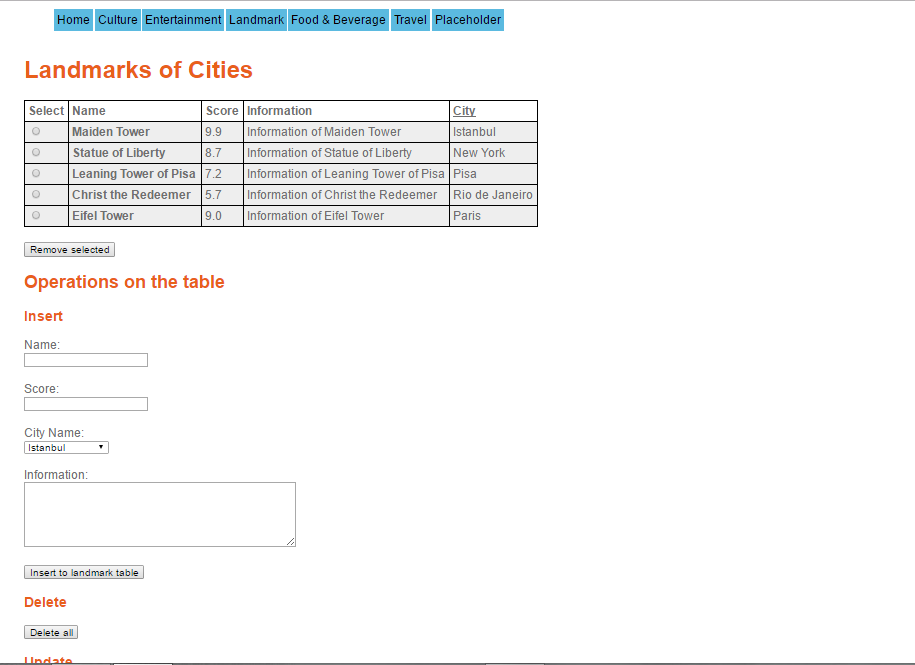 Home Culture Entertainment Landmark Food & Beverage Travel Placeholder
Landmarks of Cities
Select Name Score Information City
Maiden Tower 9.9 Information of Maiden Tower Istanbul
Statue of Liberty 8.7 Information of Statue of Liberty New York
Leaning Tower of Pisa 7.2 Information of Leaning Tower of Pisa Pisa
Christ the Redeemer 5.7 Information of Christ the Redeemer Rio de Janeiro
Eifel Tower 9.0 Information of Eifel Tower Paris
Remove selected
Operations on the table
Insert
Name:
Score:
City Name:
Istanbul
Information:
Insert to landmark table
Delete
Delete all
Update